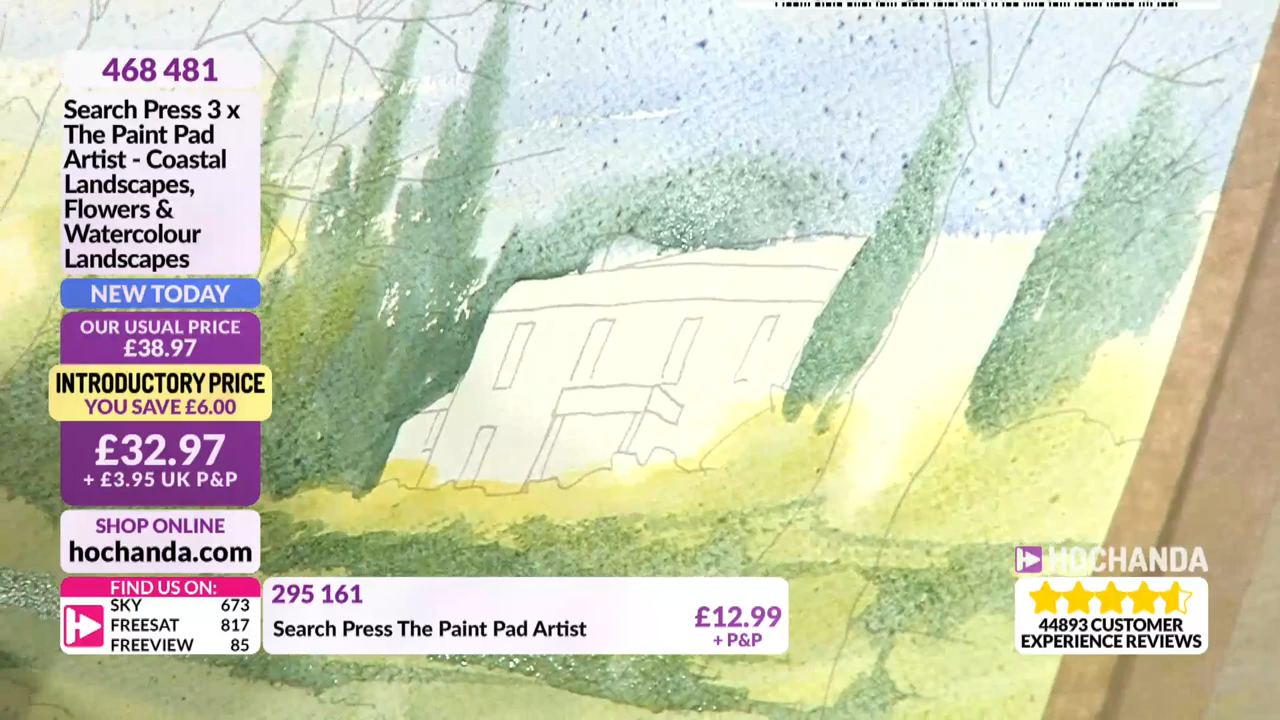 468 481
Search Press 3 x
The Paint Pad
Artist - Coastal
Landscapes,
Flowers &
Watercolour
Landscapes
NEW TODAY
OUR USUAL PRICE
£38.97
INTRODUCTORY PRICE
YOU SAVE £6.00
£32.97
+ £3.95 UK P&P
SHOP ONLINE
hochanda.com
FIND US ON:
SKY 673
FREESAT 817
FREEVIEW 85
295 161
Search Press The Paint Pad Artist
£12.99
+ P&P
HOCHANDA
44893 CUSTOMER
EXPERIENCE REVIEWS